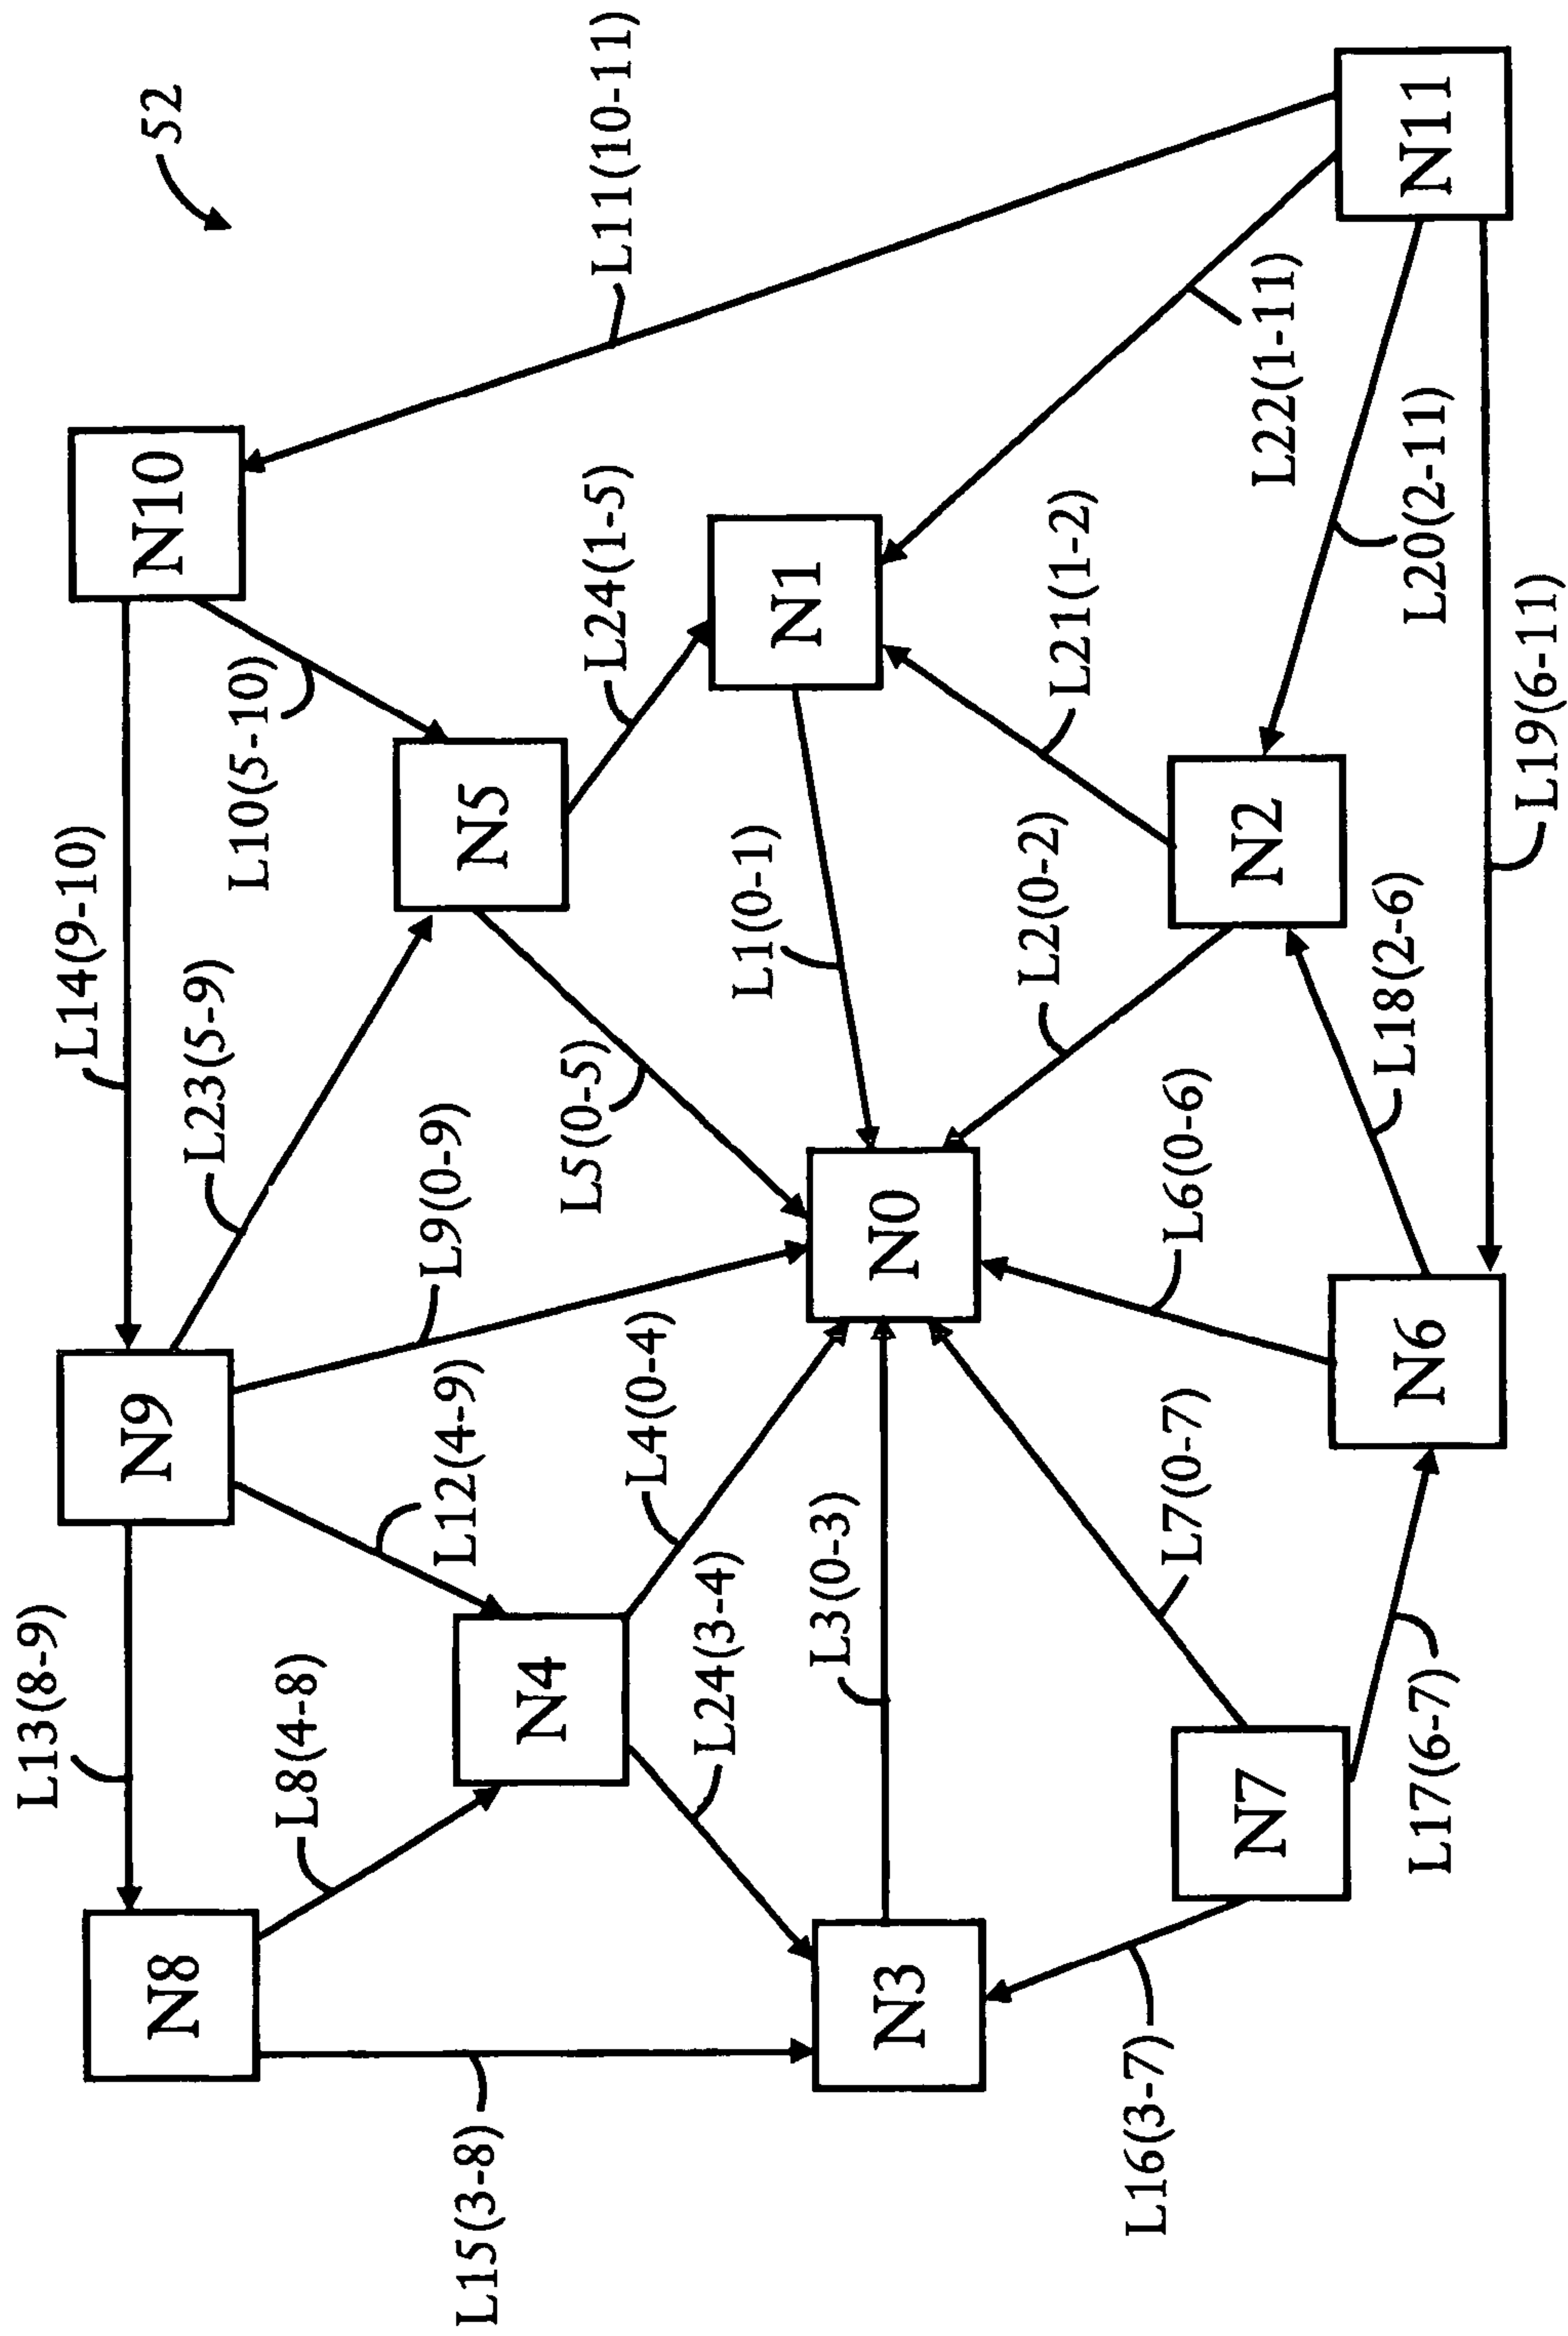 52
L11(10-11)
N10
N11
L14(9-10)
L10(5-10)
L24(1-5)
L22(1-11)
L23(5-9)
N5
N1
L21(1-2)
L20(2-11)
L1(0-1)
L2(0-2)
N2
L19(6-11)
L9(0-9)
L5(0-5)
L6(0-6)
L18(2-6)
N9
L12(4-9)
L4(0-4)
N0
N6
L13(8-9)
L8(4-8)
L24(3-4)
L3(0-3)
L7(0-7)
L17(6-7)
N4
N7
N8
N3
L15(3-8)
L16(3-7)